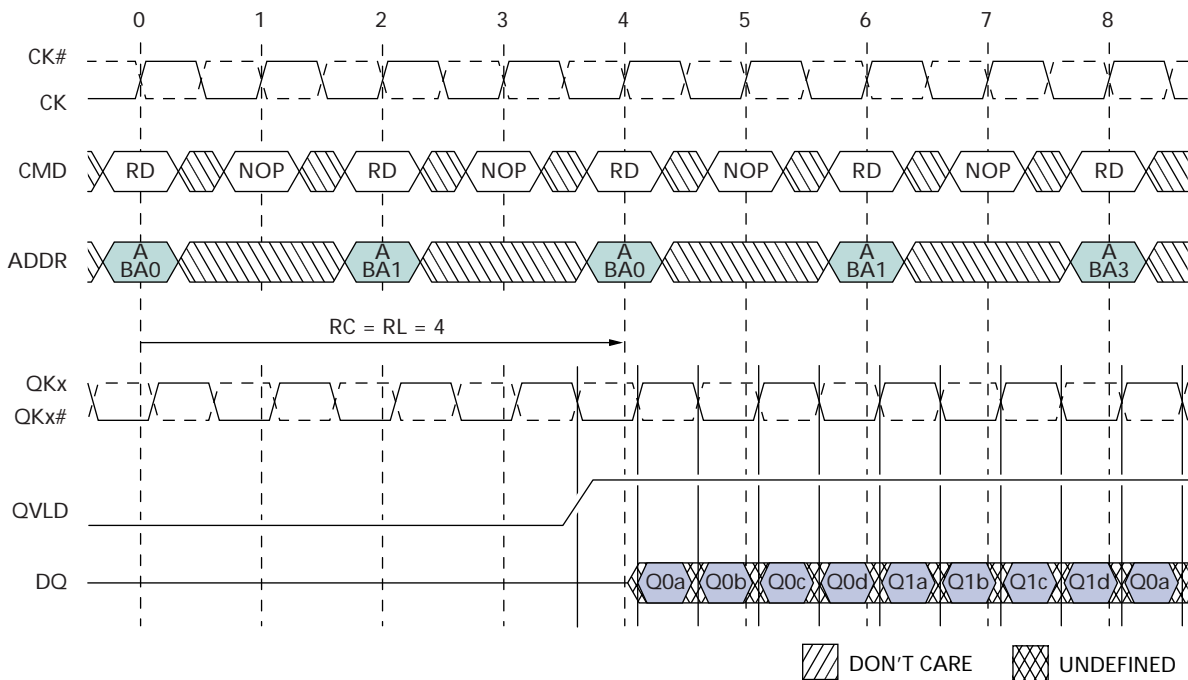 0 1 2 3 4 5 6 7 8
CK#
CK
CMD RD NOP RD NOP RD NOP RD NOP RD
ADDR
A A A A A
BA0 BA1 BA0 BA1 BA3
RC = RL = 4
QKx
QKx#
QVLD
DQ Q0a Q0b Q0c Q0d Q1a Q1b Q1c Q1d Q0a
DON'T CARE UNDEFINED